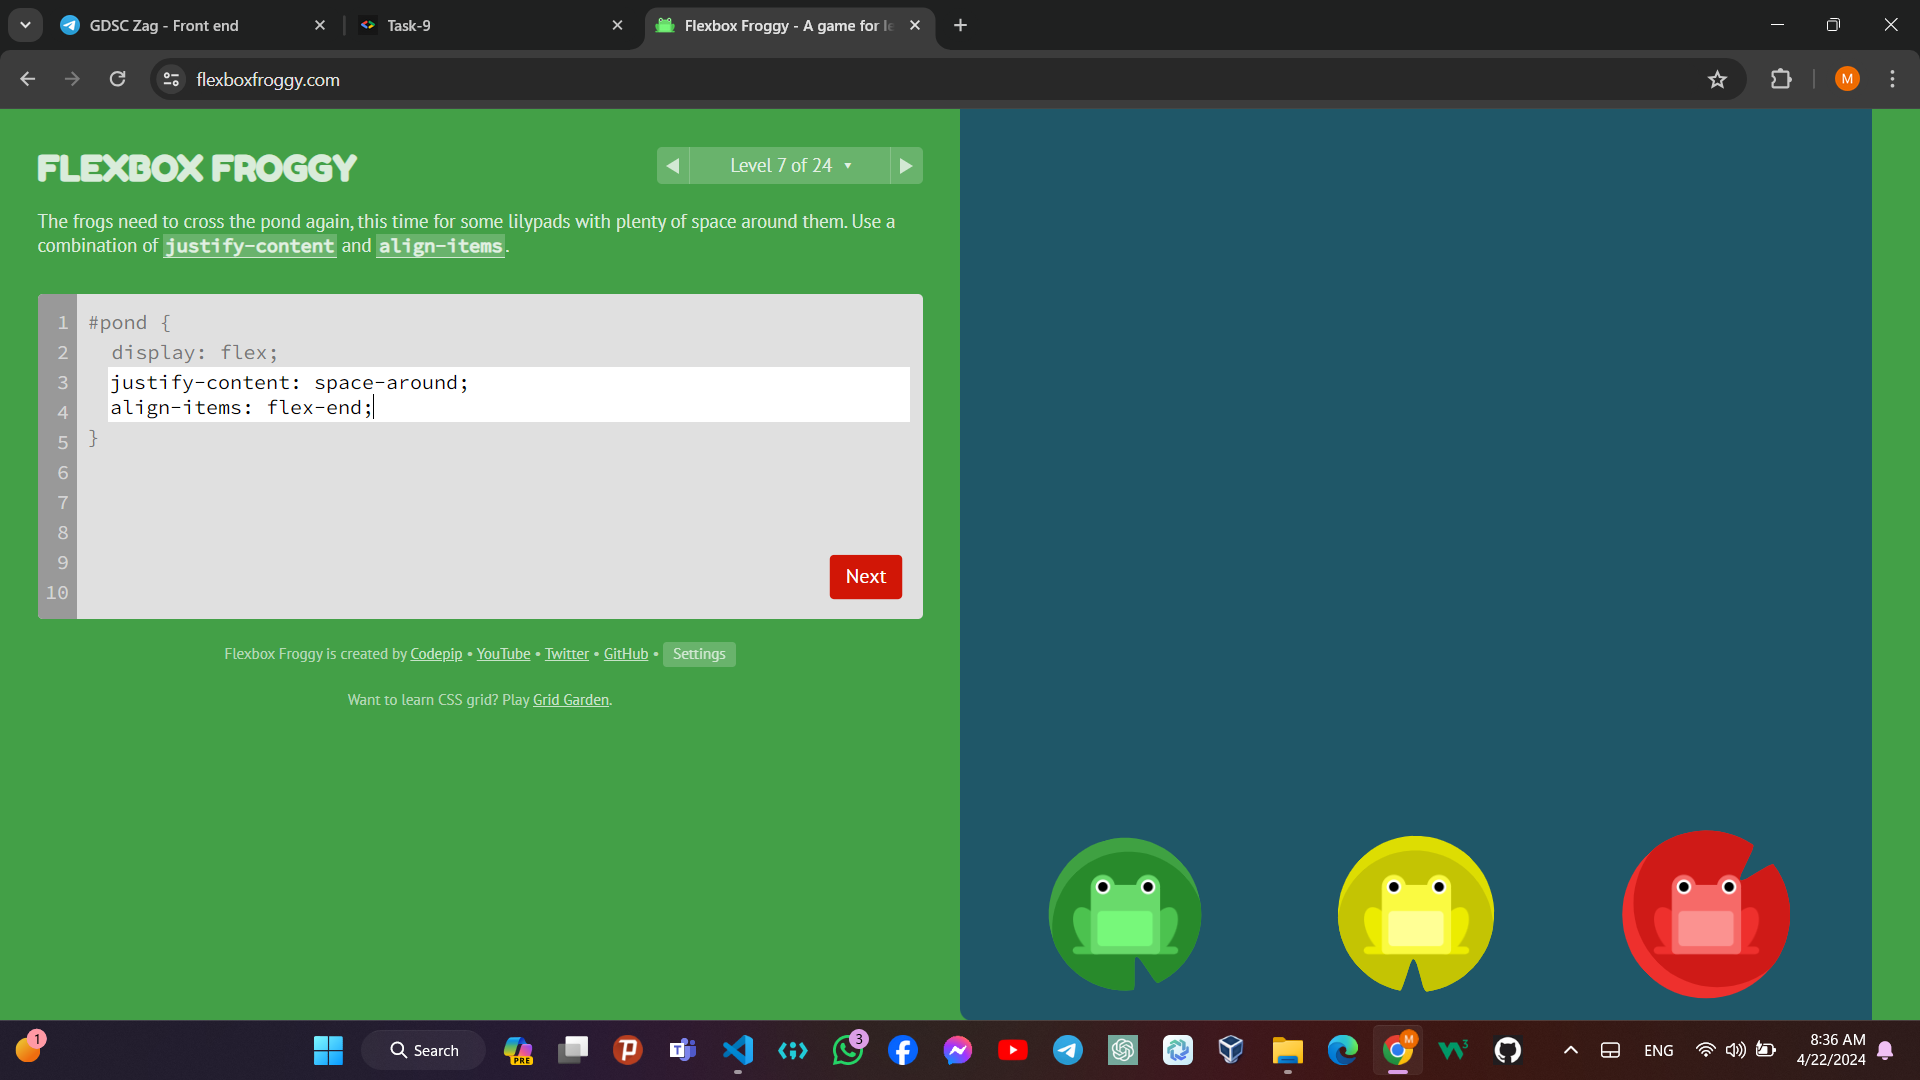 GDSC Zag - Front end
Task-9
Flexbox Froggy - A game for le
flexboxfroggy.com
M
FLEXBOX FROGGY
Level 7 of 24
The frogs need to cross the pond again, this time for some lilypads with plenty of space around them. Use a
combination of justify-content and align-items.
1 #pond {
2 display: flex;
3 justify-content: space-around;
4 align-items: flex-end;
5 }
6
7
8
9
10
Next
Flexbox Froggy is created by Codepip • YouTube • Twitter • GitHub • Settings
Want to learn CSS grid? Play Grid Garden.
1
Search
PRE
3
M
ENG
8:36 AM
4/22/2024